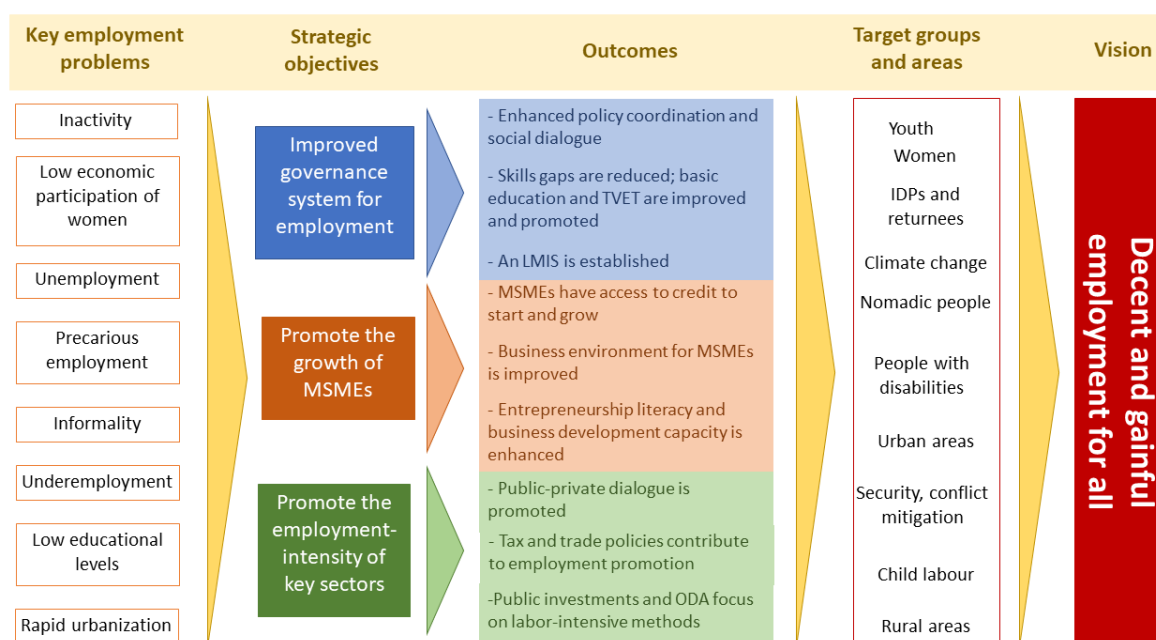 Key employment
problems
Strategic
objectives
Outcomes
Target groups
and areas
Vision
Inactivity
Low economic
participation of
women
Unemployment
Precarious
employment
Informality
Underemployment
Low educational
levels
Rapid urbanization
Improved
governance
system for
employment
Promote the
growth of
MSMEs
Promote the
employment-
intensity of
key sectors
- Enhanced policy coordination and
social dialogue
- Skills gaps are reduced; basic
education and TVET are improved
and promoted
- An LMIS is established
- MSMEs have access to credit to
start and grow
- Business environment for MSMEs
is improved
- Entrepreneurship literacy and
business development capacity is
enhanced
- Public-private dialogue is
promoted
- Tax and trade policies contribute
to employment promotion
-Public investments and ODA focus
on labor-intensive methods
Youth
Women
IDPs and
returnees
Climate change
Nomadic people
People with
disabilities
Urban areas
Security, conflict
mitigation
Child labour
Rural areas
Decent and gainful
employment for all